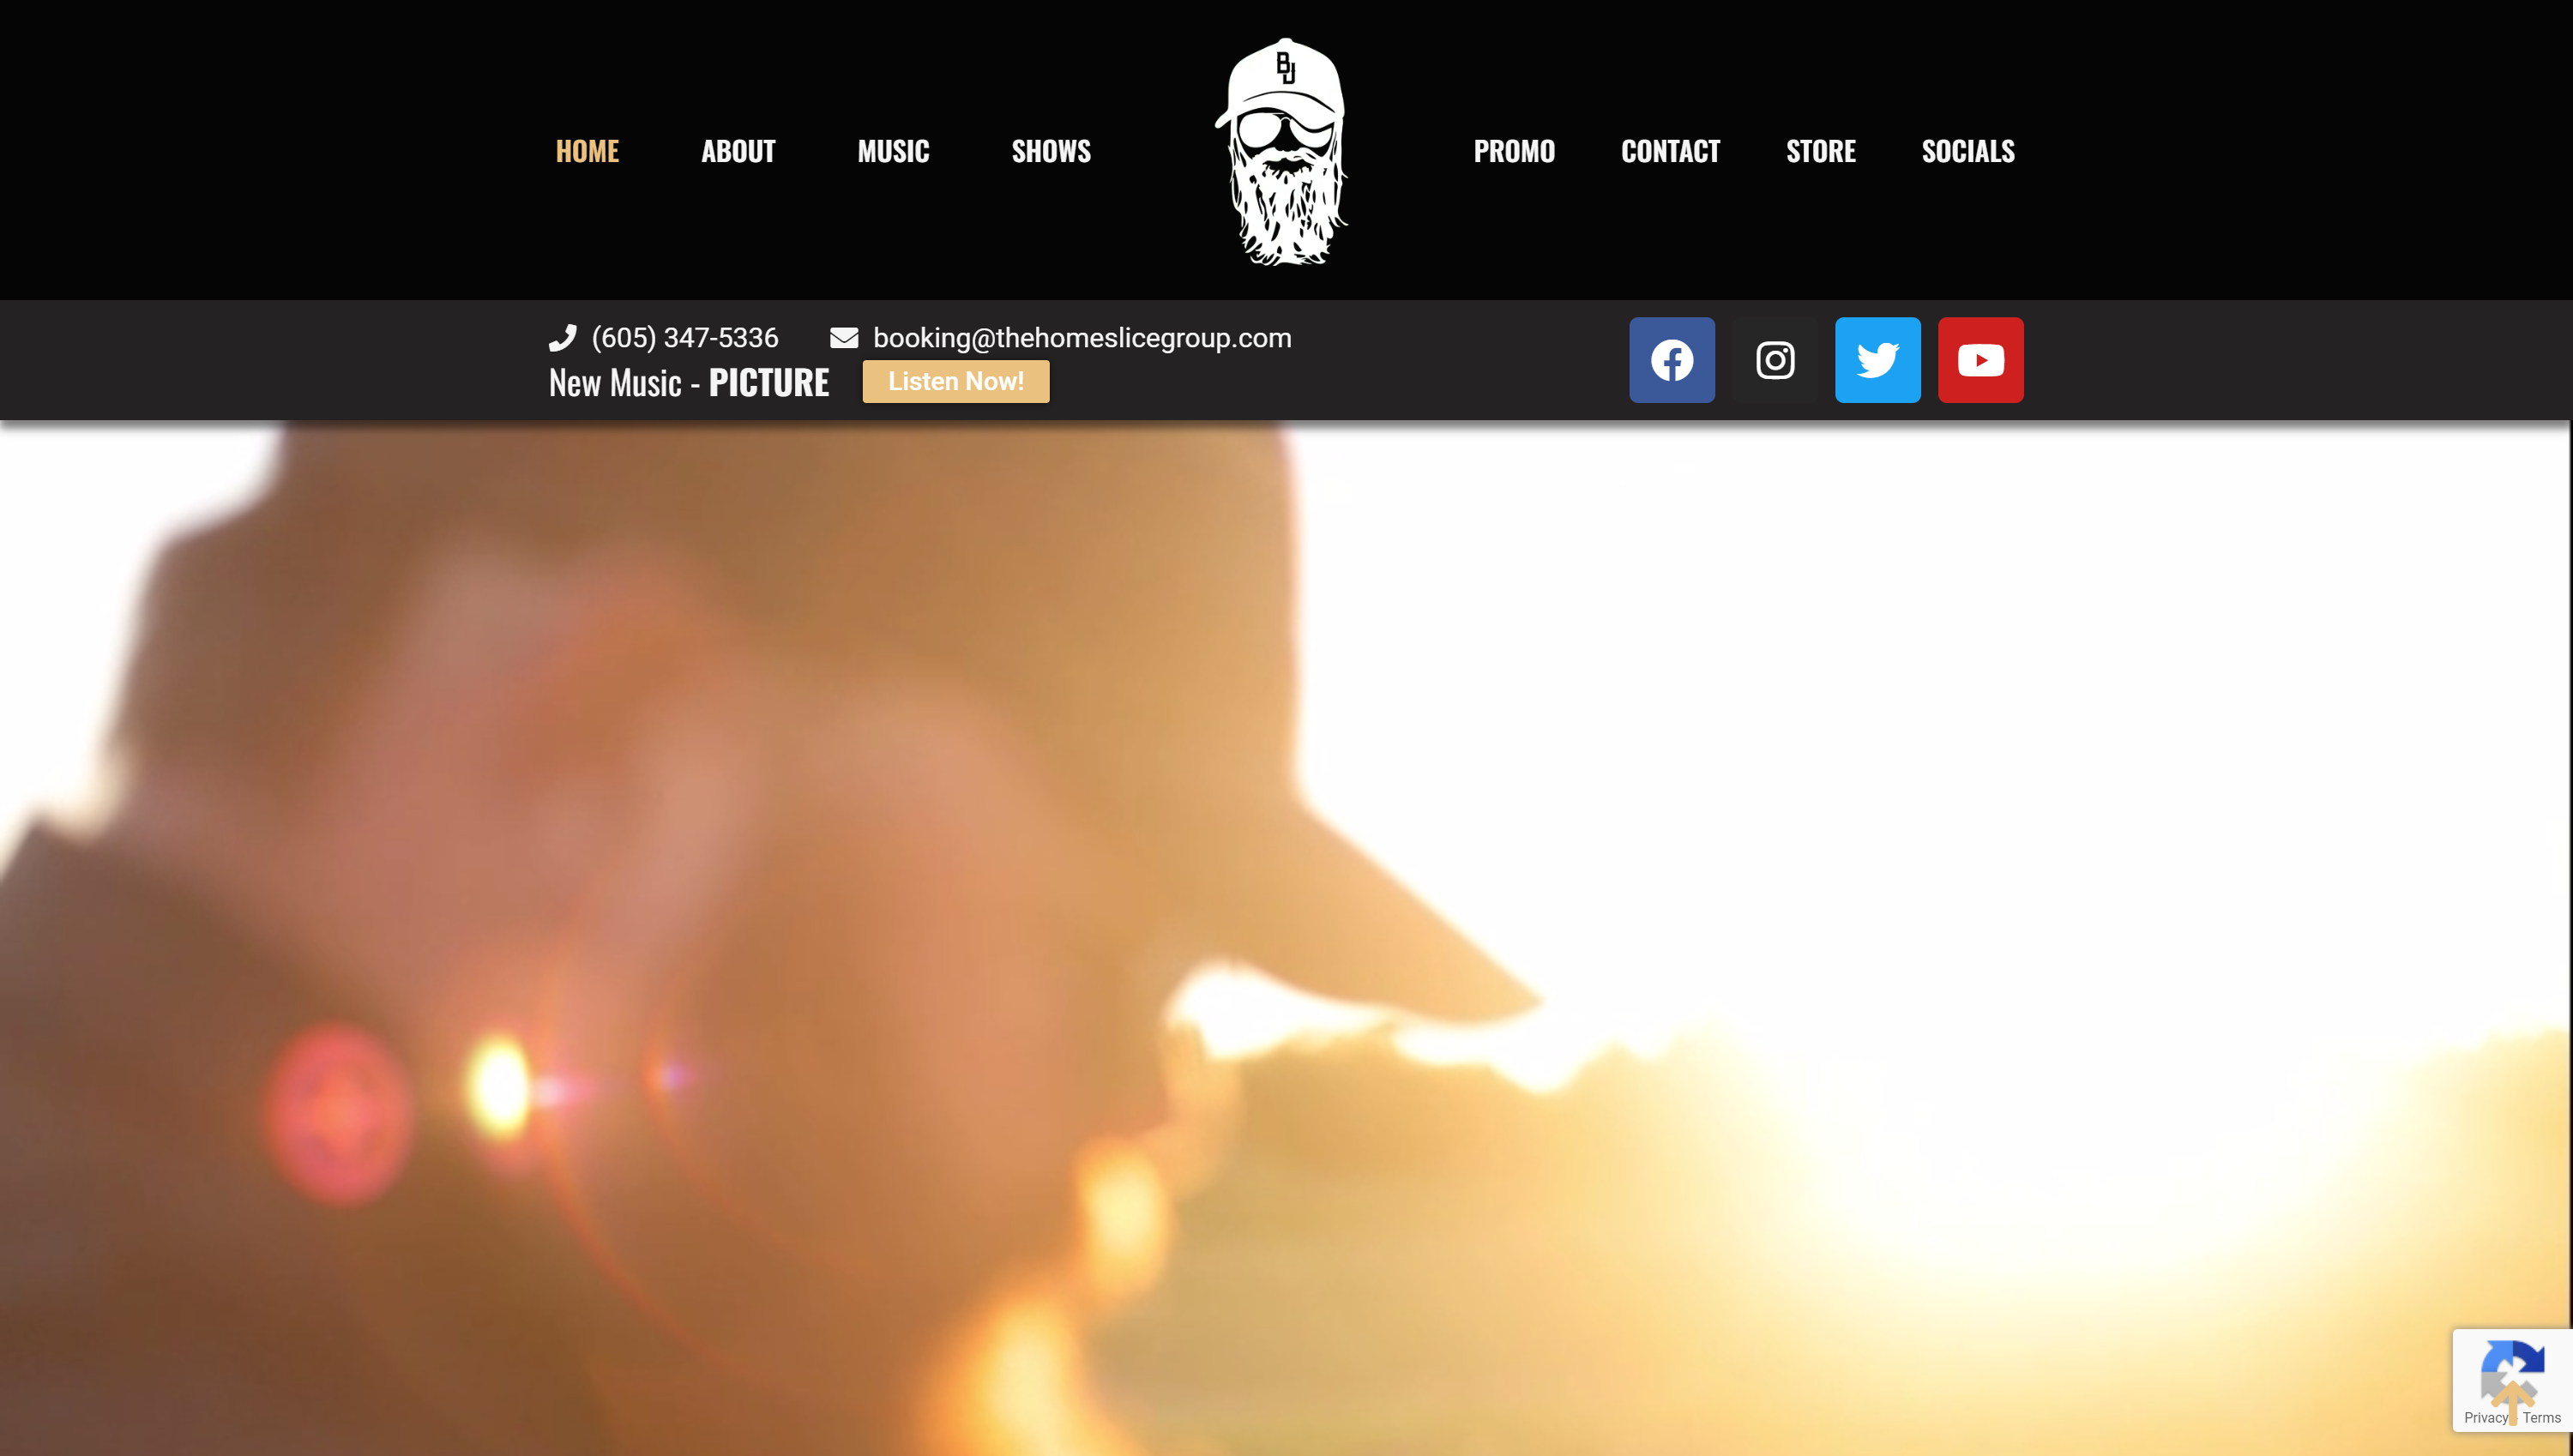 HOME ABOUT MUSIC SHOWS BJ PROMO CONTACT STORE SOCIALS
(605) 347-5336 booking@thehomeslicegroup.com
New Music - PICTURE Listen Now!
Privacy Terms